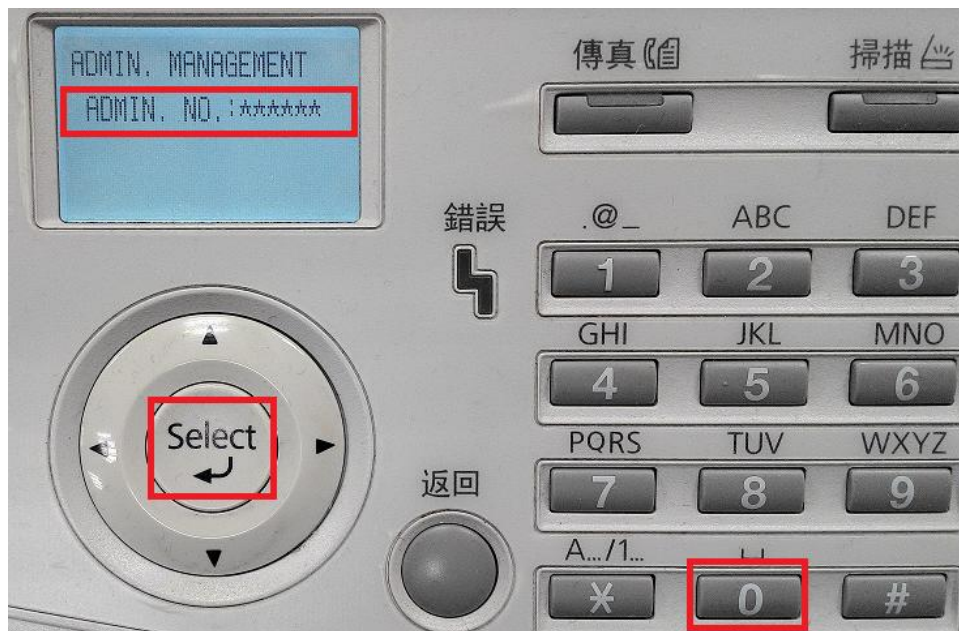 ADMIN. MANAGEMENT
ADMIN. NO.:******
傳真
掃描
錯誤
.@_
ABC
DEF
1
2
3
GHI
JKL
MNO
4
5
6
Select
PQRS
TUV
WXYZ
返回
7
8
9
A.../1...
*
0
#